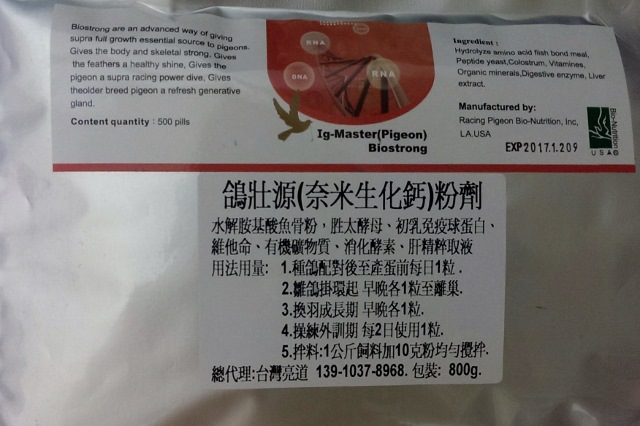 Biostrong are an advanced way of giving
supra full growth essential source to pigeons.
Gives the body and skeletal strong, Gives
the feathers a healthy shine, Gives the
pigeon a supra racing power dive, Gives
theolder breed pigeon a refresh generative
gland.
Content quantity : 500 pills
RNA
DNA
RNA
Ig-Master(Pigeon)
Biostrong
Ingredient :
Hydrolyze amino acid fish bond meal,
Peptide yeast,Colostrum, Vitamines,
Organic minerals,Digestive enzyme, Liver
extract.
Manufactured by:
Racing Pigeon Bio-Nutrition, Inc,
LA.USA
EXP2017.1.209
Bio-Nutrition
USA
鴿壯源(奈米生化鈣)粉劑
水解胺基酸魚骨粉，胜太酵母、初乳免疫球蛋白、
維他命、有機礦物質、消化酵素、肝精粹取液
用法用量: 1.種鴿配對後至產蛋前每日1粒 .
2.雛鴿掛環起 早晚各1粒至離巢.
3.換羽成長期 早晚各1粒.
4.操練外訓期 每2日使用1粒.
5.拌料:1公斤飼料加10克粉均勻攪拌.
總代理:台灣亮道 139-1037-8968. 包裝: 800g.